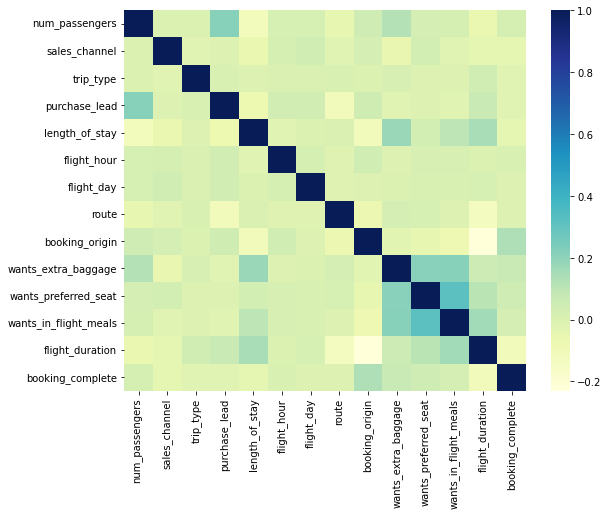 num_passengers
sales_channel
trip_type
purchase_lead
length_of_stay
flight_hour
flight_day
route
booking_origin
wants_extra_baggage
wants_preferred_seat
wants_in_flight_meals
flight_duration
booking_complete
num_passengers
sales_channel
trip_type
purchase_lead
length_of_stay
flight_hour
flight_day
route
booking_origin
wants_extra_baggage
wants_preferred_seat
wants_in_flight_meals
flight_duration
booking_complete
1.0
0.8
0.6
0.4
0.2
0.0
−0.2